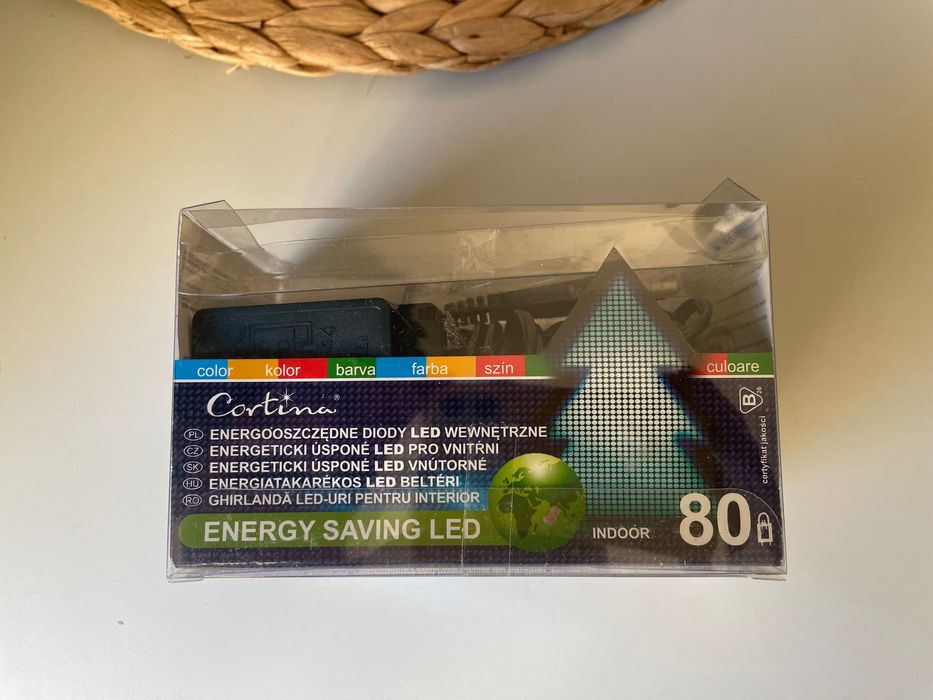 color kolor barva farba szín culoare
Cortina®
B/26
certyfikat jakości
PL ENERGOOSZCZĘDNE DIODY LED WEWNĘTRZNE
CZ ENERGETICKI ÚSPONÉ LED PRO VNITŘNI
SK ENERGETICKI ÚSPONÉ LED VNÚTORNÉ
HU ENERGIATAKARÉKOS LED BELTÉRI
RO GHIRLANDĂ LED-URI PENTRU INTERIOR
ENERGY SAVING LED
INDOOR 80